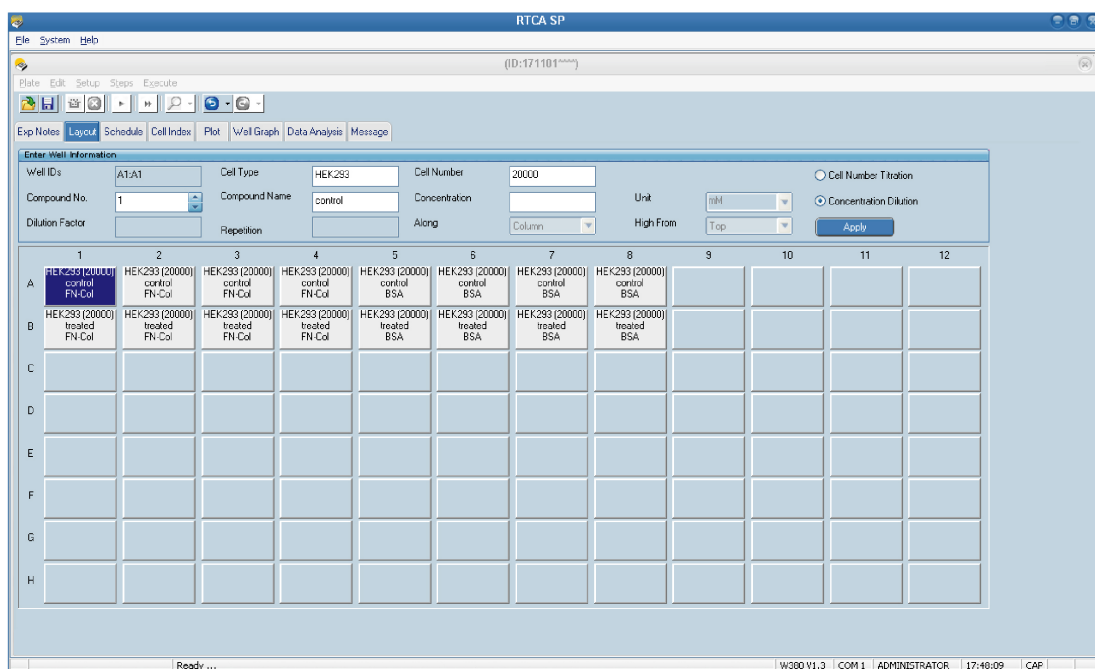 RTCA SP
File System Help
(ID:171101^^^^)
Plate Edit Setup Steps Execute
Exp Notes Layout Schedule Cell Index Plot Well Graph Data Analysis Message
Enter Well Information
Well IDs A1:A1 Cell Type HEK293 Cell Number 20000 Cell Number Titration
Compound No. 1 Compound Name control Concentration Unit mM Concentration Dilution
Dilution Factor Repetition Along Column High From Top Apply
1 2 3 4 5 6 7 8 9 10 11 12
HEK293 (20000) HEK293 (20000) HEK293 (20000) HEK293 (20000) HEK293 (20000) HEK293 (20000) HEK293 (20000) HEK293 (20000)
A control control control control control control control control
FN-Col FN-Col FN-Col FN-Col BSA BSA BSA BSA
HEK293 (20000) HEK293 (20000) HEK293 (20000) HEK293 (20000) HEK293 (20000) HEK293 (20000) HEK293 (20000) HEK293 (20000)
B treated treated treated treated treated treated treated treated
FN-Col FN-Col FN-Col FN-Col BSA BSA BSA BSA
C
D
E
F
G
H
Ready ... W380 V1.3 COM 1 ADMINISTRATOR 17:48:09 CAP